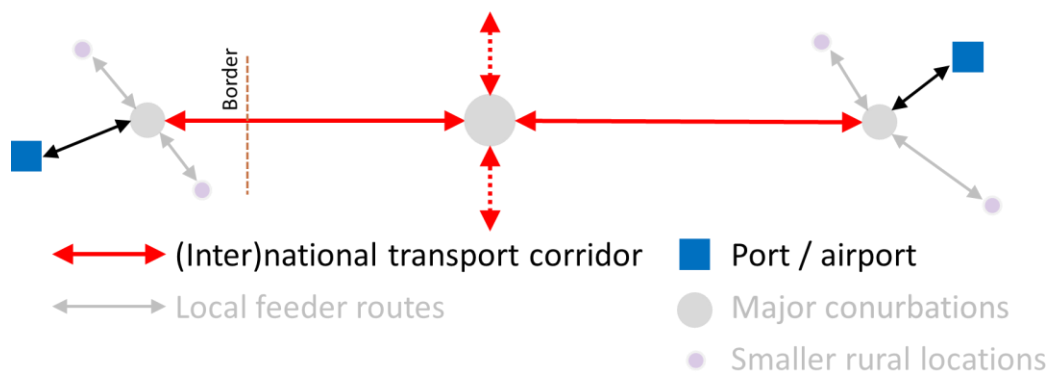 Border
(Inter)national transport corridor
Port / airport
Local feeder routes
Major conurbations
Smaller rural locations